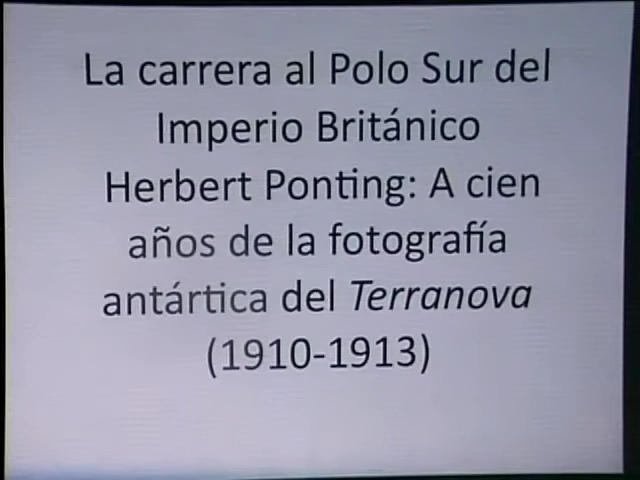 La carrera al Polo Sur del
Imperio Británico
Herbert Ponting: A cien
años de la fotografía
antártica del Terranova
(1910-1913)